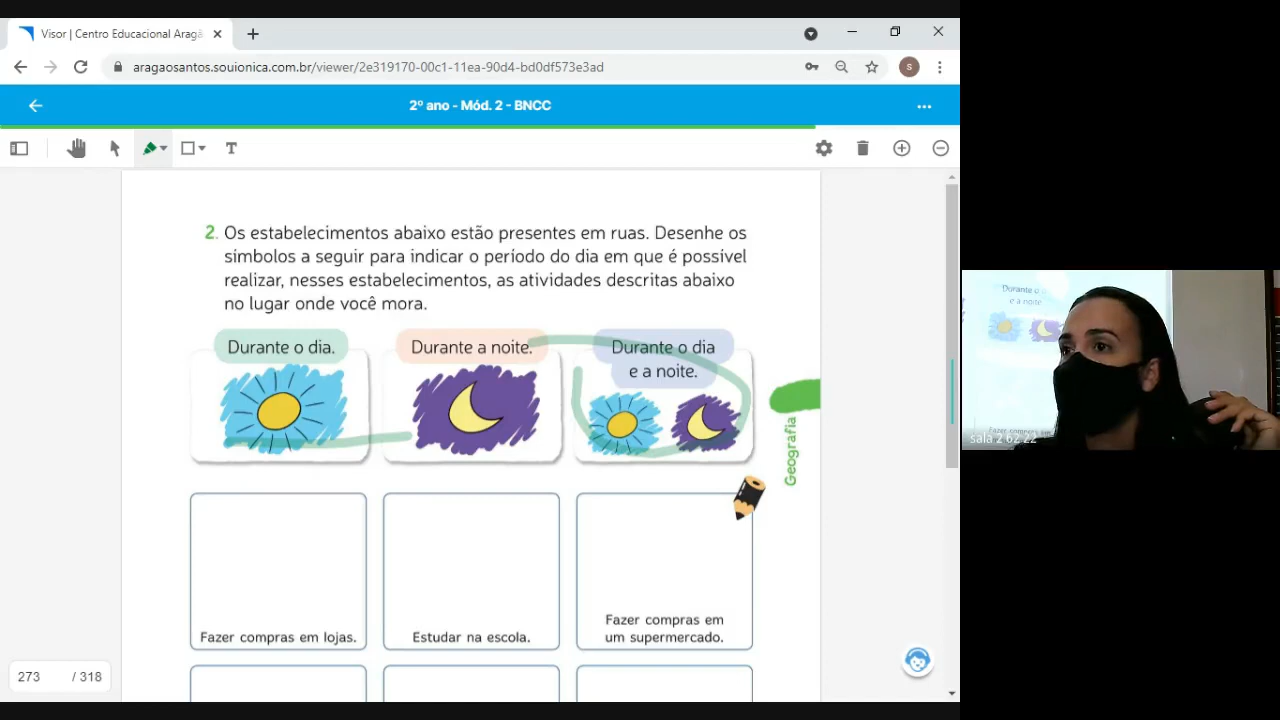 Visor | Centro Educacional Aragã
aragaosantos.souionica.com.br/viewer/2e319170-00c1-11ea-90d4-bd0df573e3ad
s
2º ano - Mód. 2 - BNCC
T
2. Os estabelecimentos abaixo estão presentes em ruas. Desenhe os
símbolos a seguir para indicar o período do dia em que é possível
realizar, nesses estabelecimentos, as atividades descritas abaixo
no lugar onde você mora.
Durante o dia.
Durante a noite.
Durante o dia
e a noite.
Geografia
Fazer compras em lojas.
Estudar na escola.
Fazer compras em
um supermercado.
273 / 318
Durante o
e a noite
sala 2 62 22